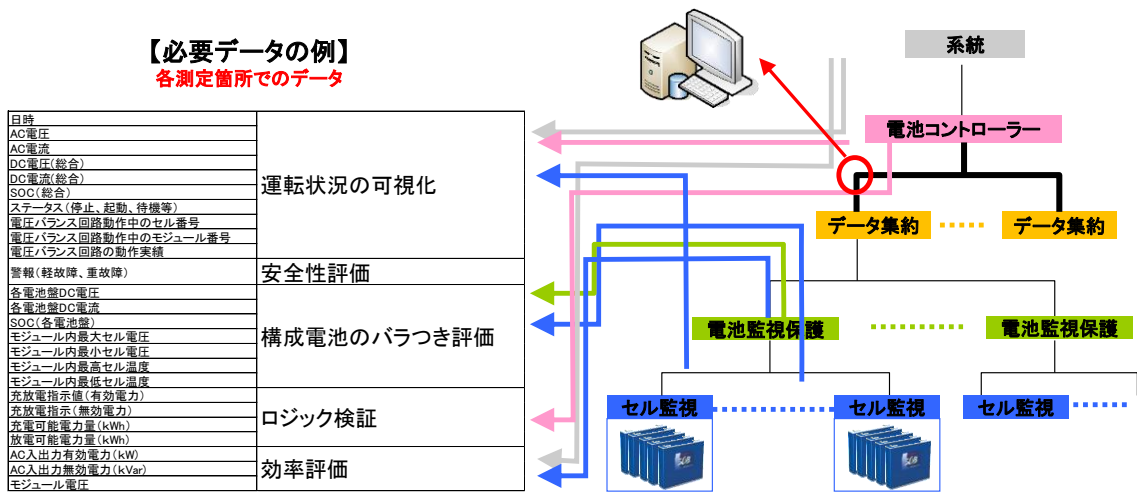 【必要データの例】
各測定箇所でのデータ
日時
AC電圧
AC電流
DC電圧(総合)
DC電流(総合)
SOC(総合)
ステータス(停止、起動、待機等)
電圧バランス回路動作中のセル番号
電圧バランス回路動作中のモジュール番号
電圧バランス回路の動作実績
運転状況の可視化
警報(軽故障、重故障)
安全性評価
各電池盤DC電圧
各電池盤DC電流
SOC(各電池盤)
モジュール内最大セル電圧
モジュール内最小セル電圧
モジュール内最高セル温度
モジュール内最低セル温度
構成電池のバラつき評価
充放電指示値(有効電力)
充放電指示(無効電力)
充電可能電力量(kWh)
放電可能電力量(kWh)
ロジック検証
AC入出力有効電力(kW)
AC入出力無効電力(kVar)
モジュール電圧
効率評価
系統
電池コントローラー
データ集約
データ集約
電池監視保護
電池監視保護
セル監視
セル監視
セル監視